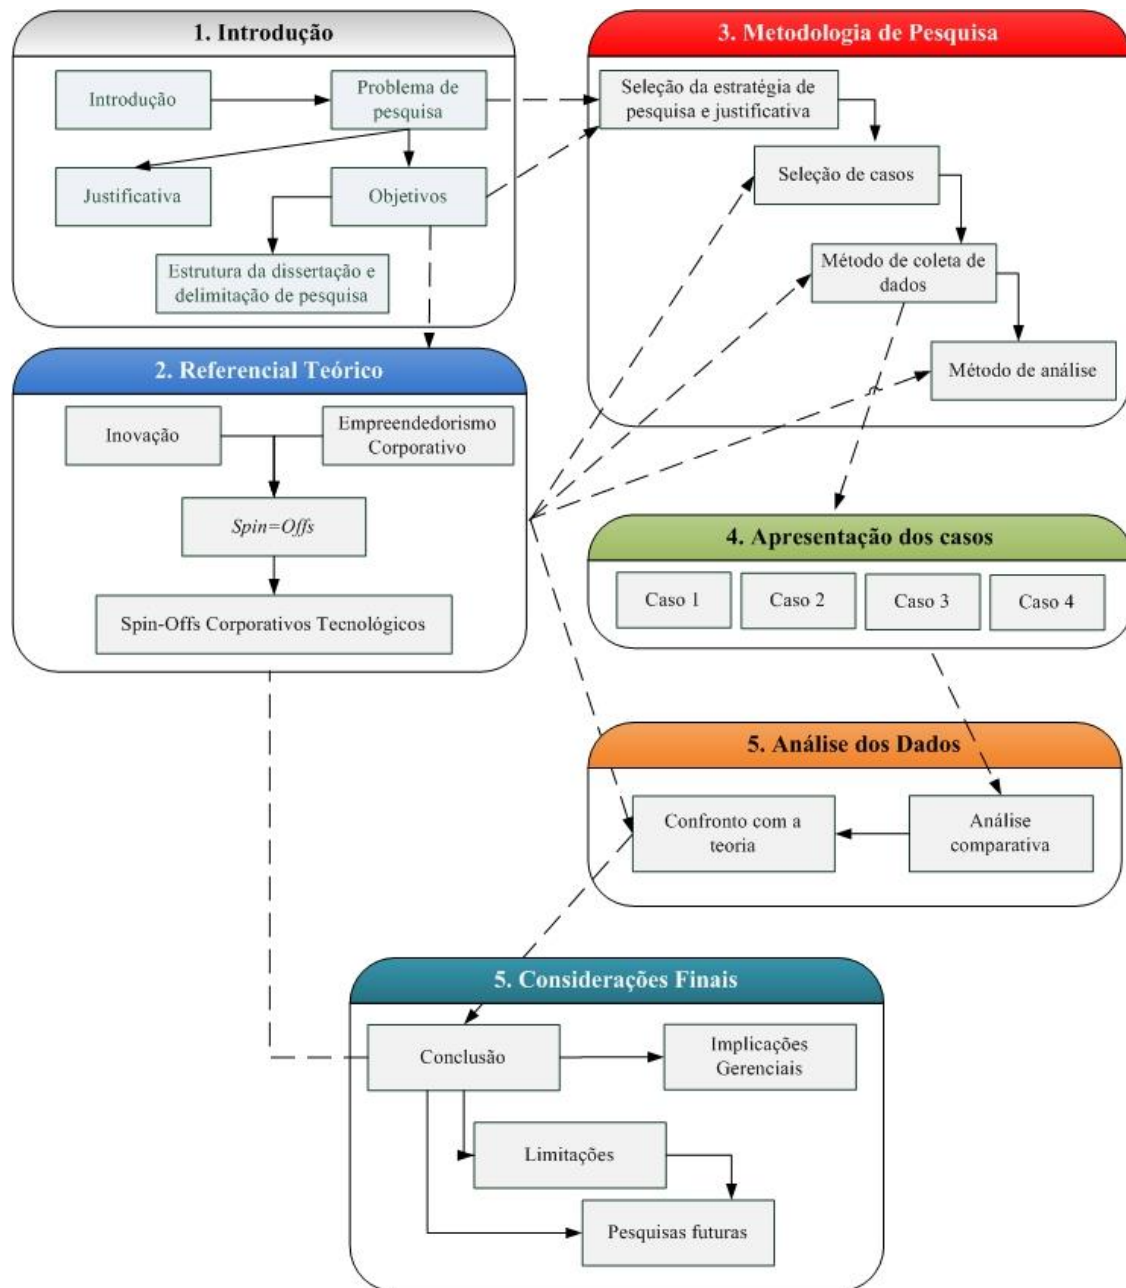 1. Introdução
Introdução
Problema de
pesquisa
Justificativa
Objetivos
Estrutura da dissertação e
delimitação de pesquisa
2. Referencial Teórico
Inovação
Empreendedorismo
Corporativo
Spin=Offs
Spin-Offs Corporativos Tecnológicos
3. Metodologia de Pesquisa
Seleção da estratégia de
pesquisa e justificativa
Seleção de casos
Método de coleta de
dados
Método de análise
4. Apresentação dos casos
Caso 1
Caso 2
Caso 3
Caso 4
5. Análise dos Dados
Confronto com a
teoria
Análise
comparativa
5. Considerações Finais
Conclusão
Implicações
Gerenciais
Limitações
Pesquisas futuras